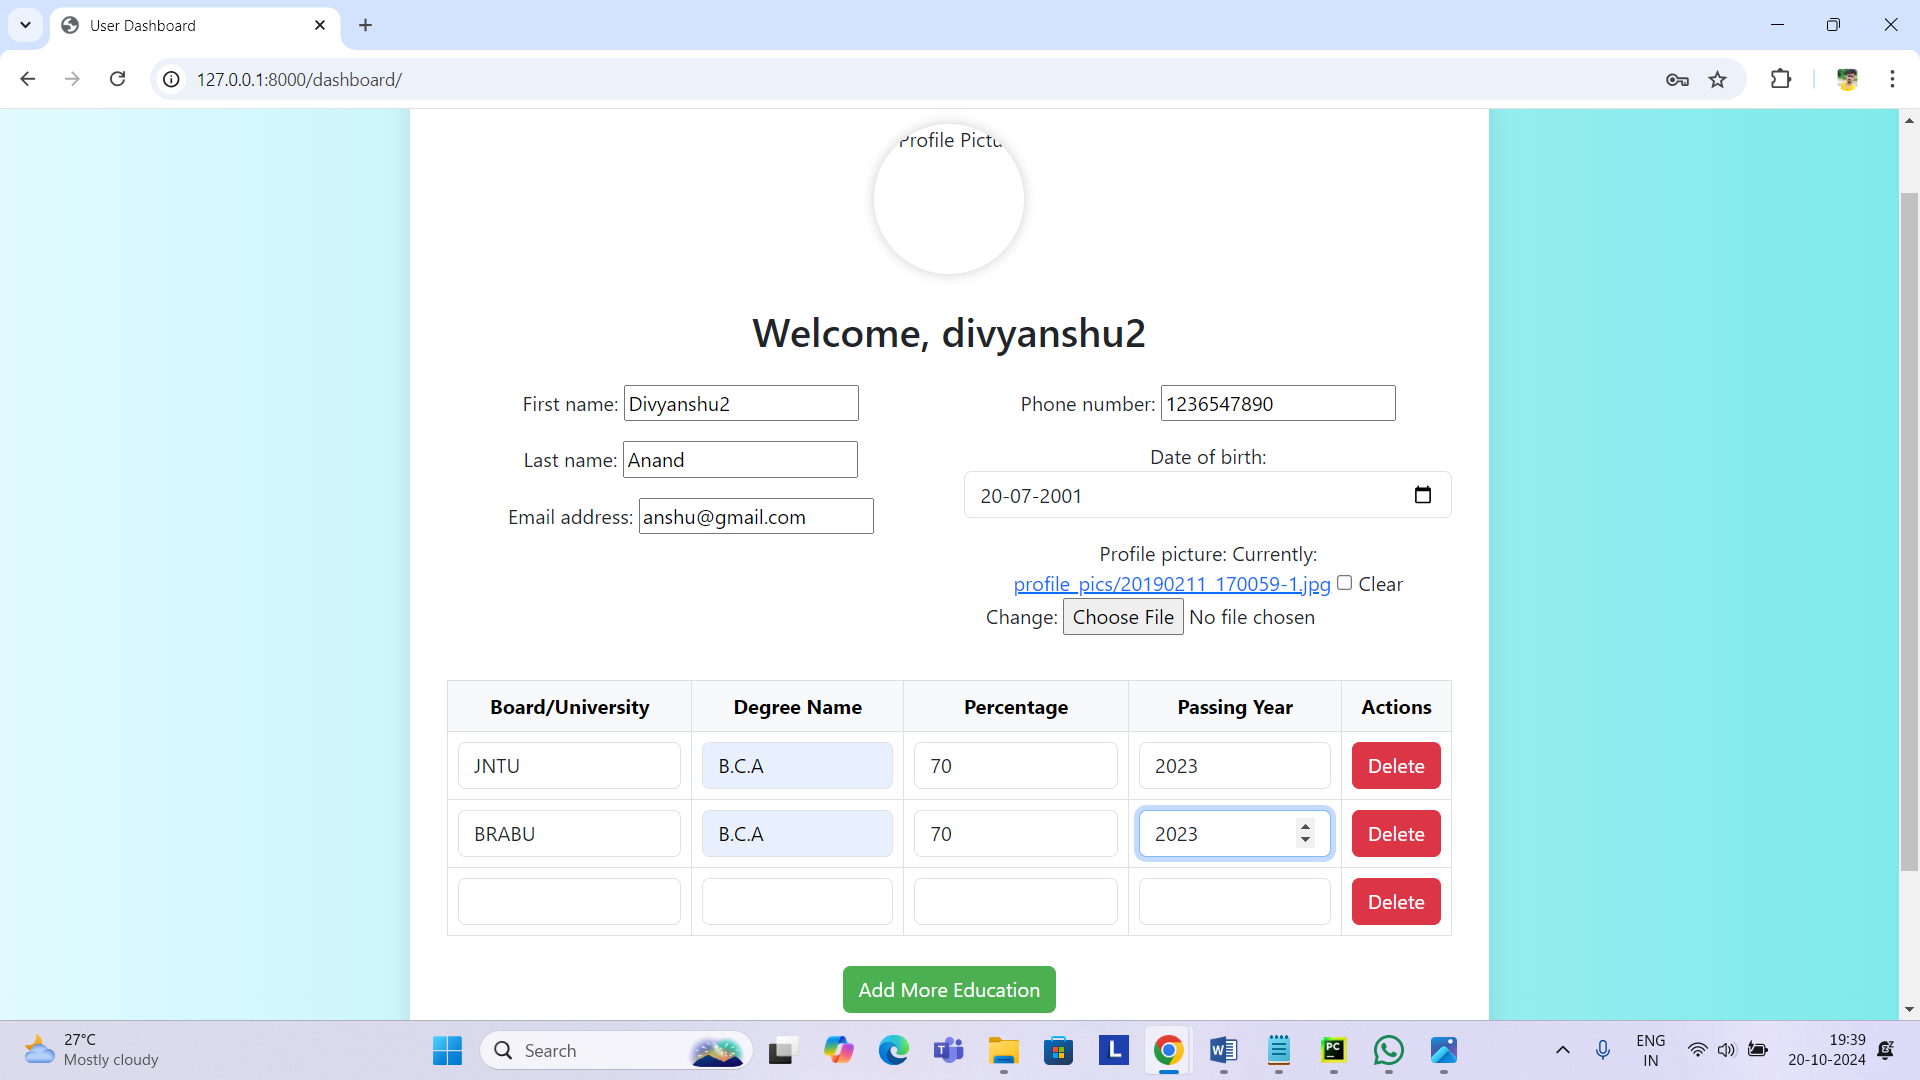 User Dashboard
127.0.0.1:8000/dashboard/
Profile Pictu
Welcome, divyanshu2
First name: Divyanshu2
Phone number: 1236547890
Last name: Anand
Date of birth:
20-07-2001
Email address: anshu@gmail.com
Profile picture: Currently:
profile_pics/20190211_170059-1.jpg Clear
Change: Choose File No file chosen
Board/University Degree Name Percentage Passing Year Actions
JNTU B.C.A 70 2023 Delete
BRABU B.C.A 70 2023 Delete
Delete
Add More Education
27°C
Mostly cloudy
Search
L
PC
ENG
IN
19:39
20-10-2024